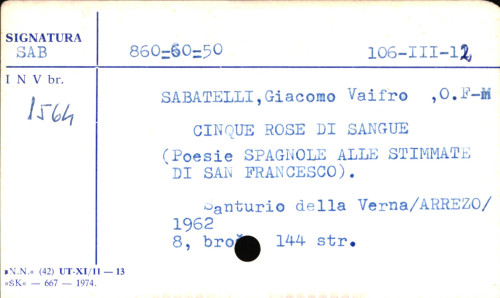 SIGNATURA
SAB 860=60=50 106-III-12
I N V br.
1564
SABATELLI,Giacomo Vaifro ,O.F-M
CINQUE ROSE DI SANGUE
(Poesie SPAGNOLE ALLE STIMMATE
DI SAN FRANCESCO).
Santurio della Verna/ARREZO/
1962
8, broš 144 str.
»N.N.« (42) UT-XI/11 — 13
»SK« — 667 — 1974.